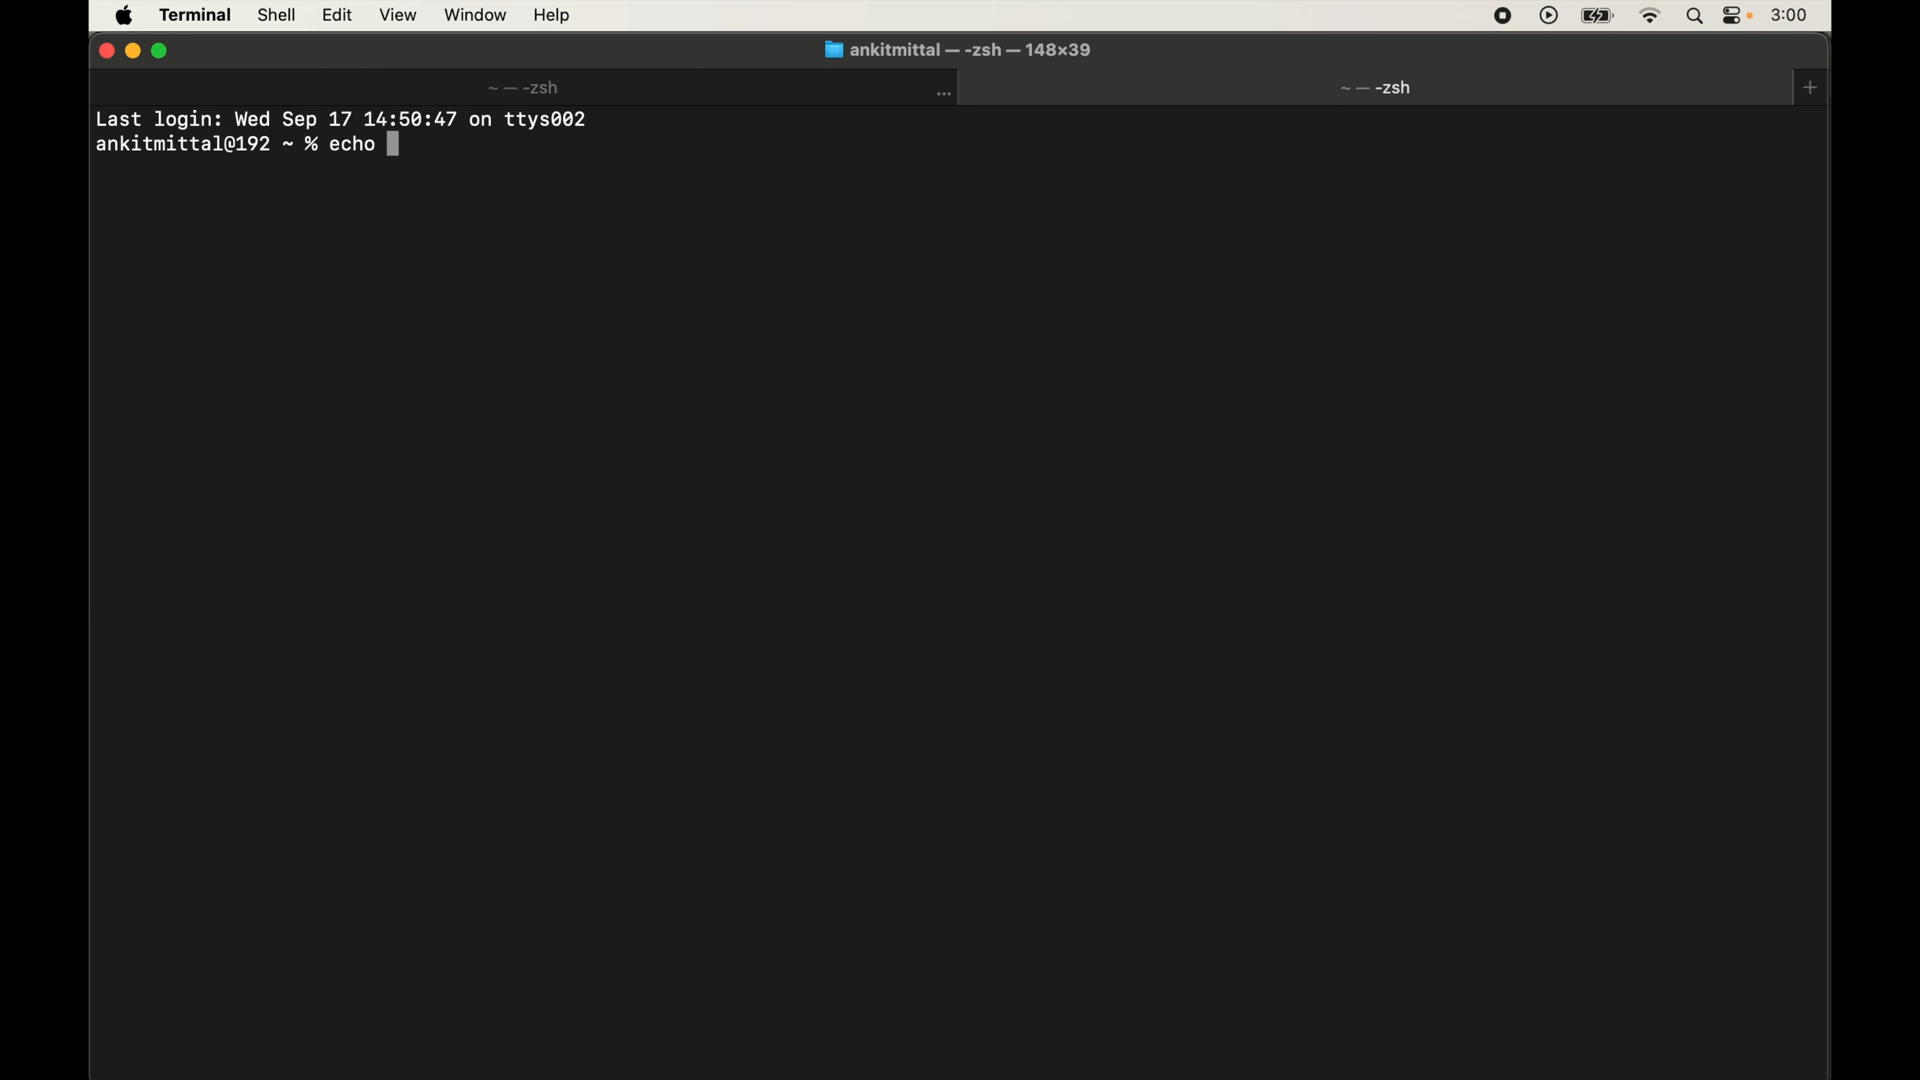 Terminal Shell Edit View Window Help 3:00
ankitmittal — -zsh — 148×39
~ — -zsh ... ~ — -zsh +
Last login: Wed Sep 17 14:50:47 on ttys002
ankitmittal@192 ~ % echo